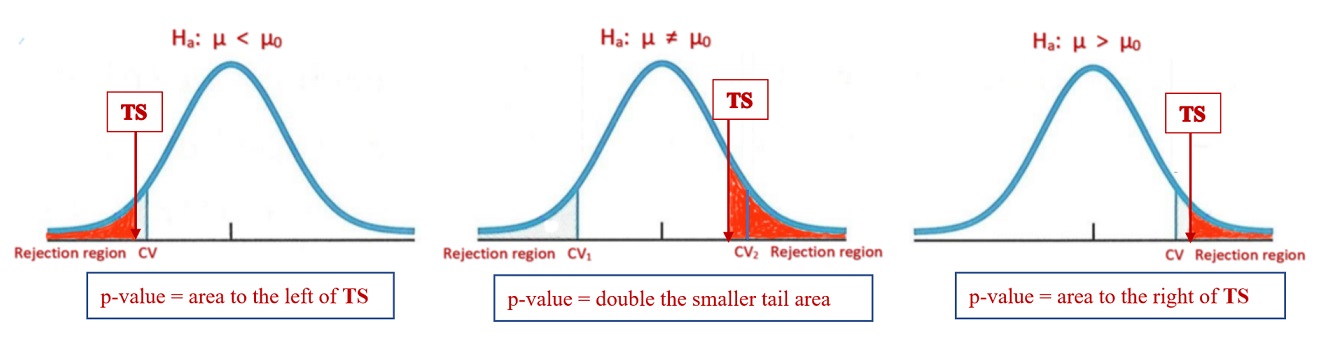 Hₐ: μ < μ₀
TS
Rejection region CV
p-value = area to the left of TS
Hₐ: μ ≠ μ₀
TS
Rejection region CV₁ CV₂ Rejection region
p-value = double the smaller tail area
Hₐ: μ > μ₀
TS
CV Rejection region
p-value = area to the right of TS